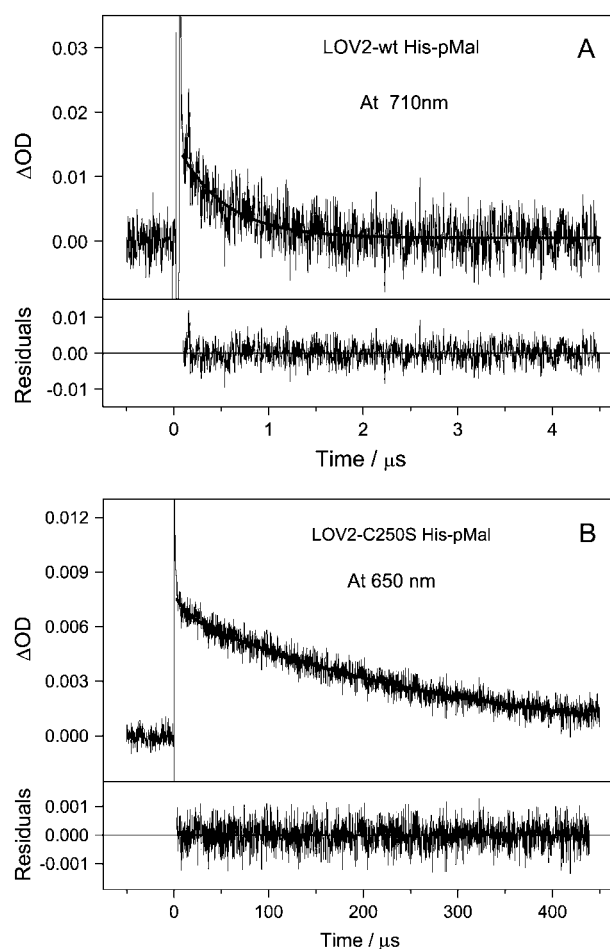 A
LOV2-wt His-pMal
At 710nm
ΔOD
0.03
0.02
0.01
0.00
Residuals
0.01
0.00
-0.01
0 1 2 3 4
Time / μs
B
LOV2-C250S His-pMal
At 650 nm
ΔOD
0.012
0.009
0.006
0.003
0.000
Residuals
0.001
0.000
-0.001
0 100 200 300 400
Time / μs